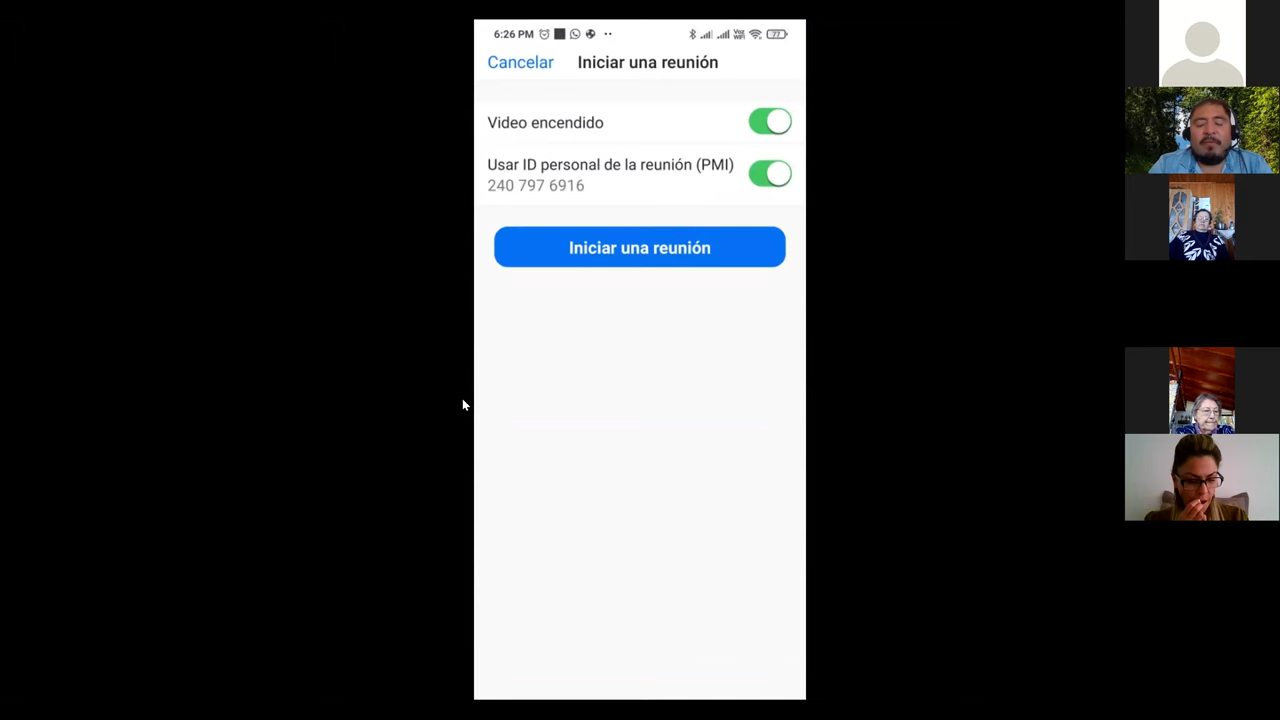 6:26 PM
77
Cancelar Iniciar una reunión
Video encendido
Usar ID personal de la reunión (PMI)
240 797 6916
Iniciar una reunión